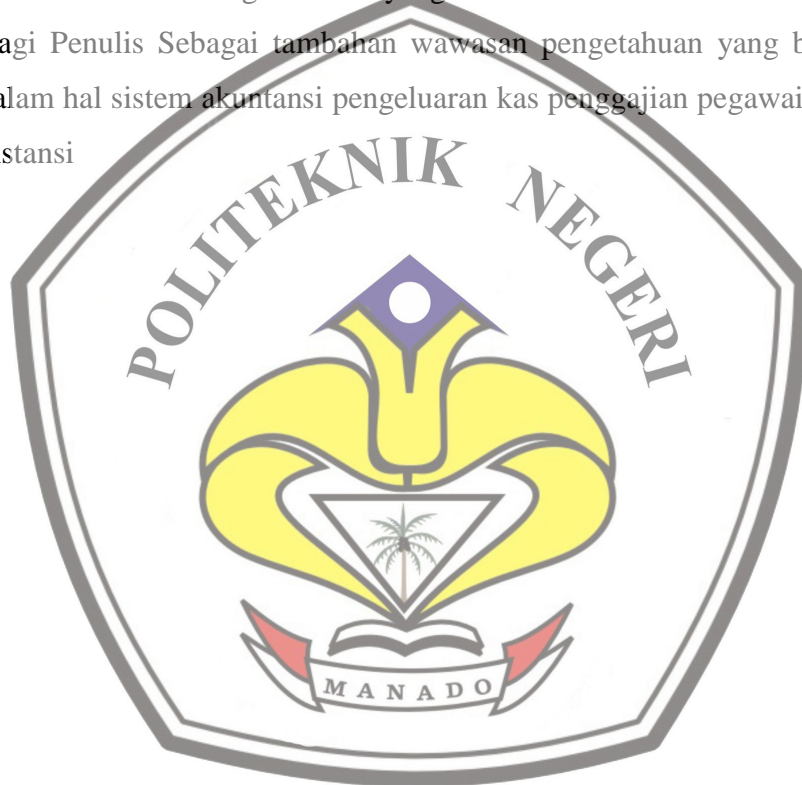 agi Penulis Sebagai tambahan wawasan pengetahuan yang b
alam hal sistem akuntansi pengeluaran kas penggajian pegawai
stansi
POLITEKNIK NEGERI
MANADO